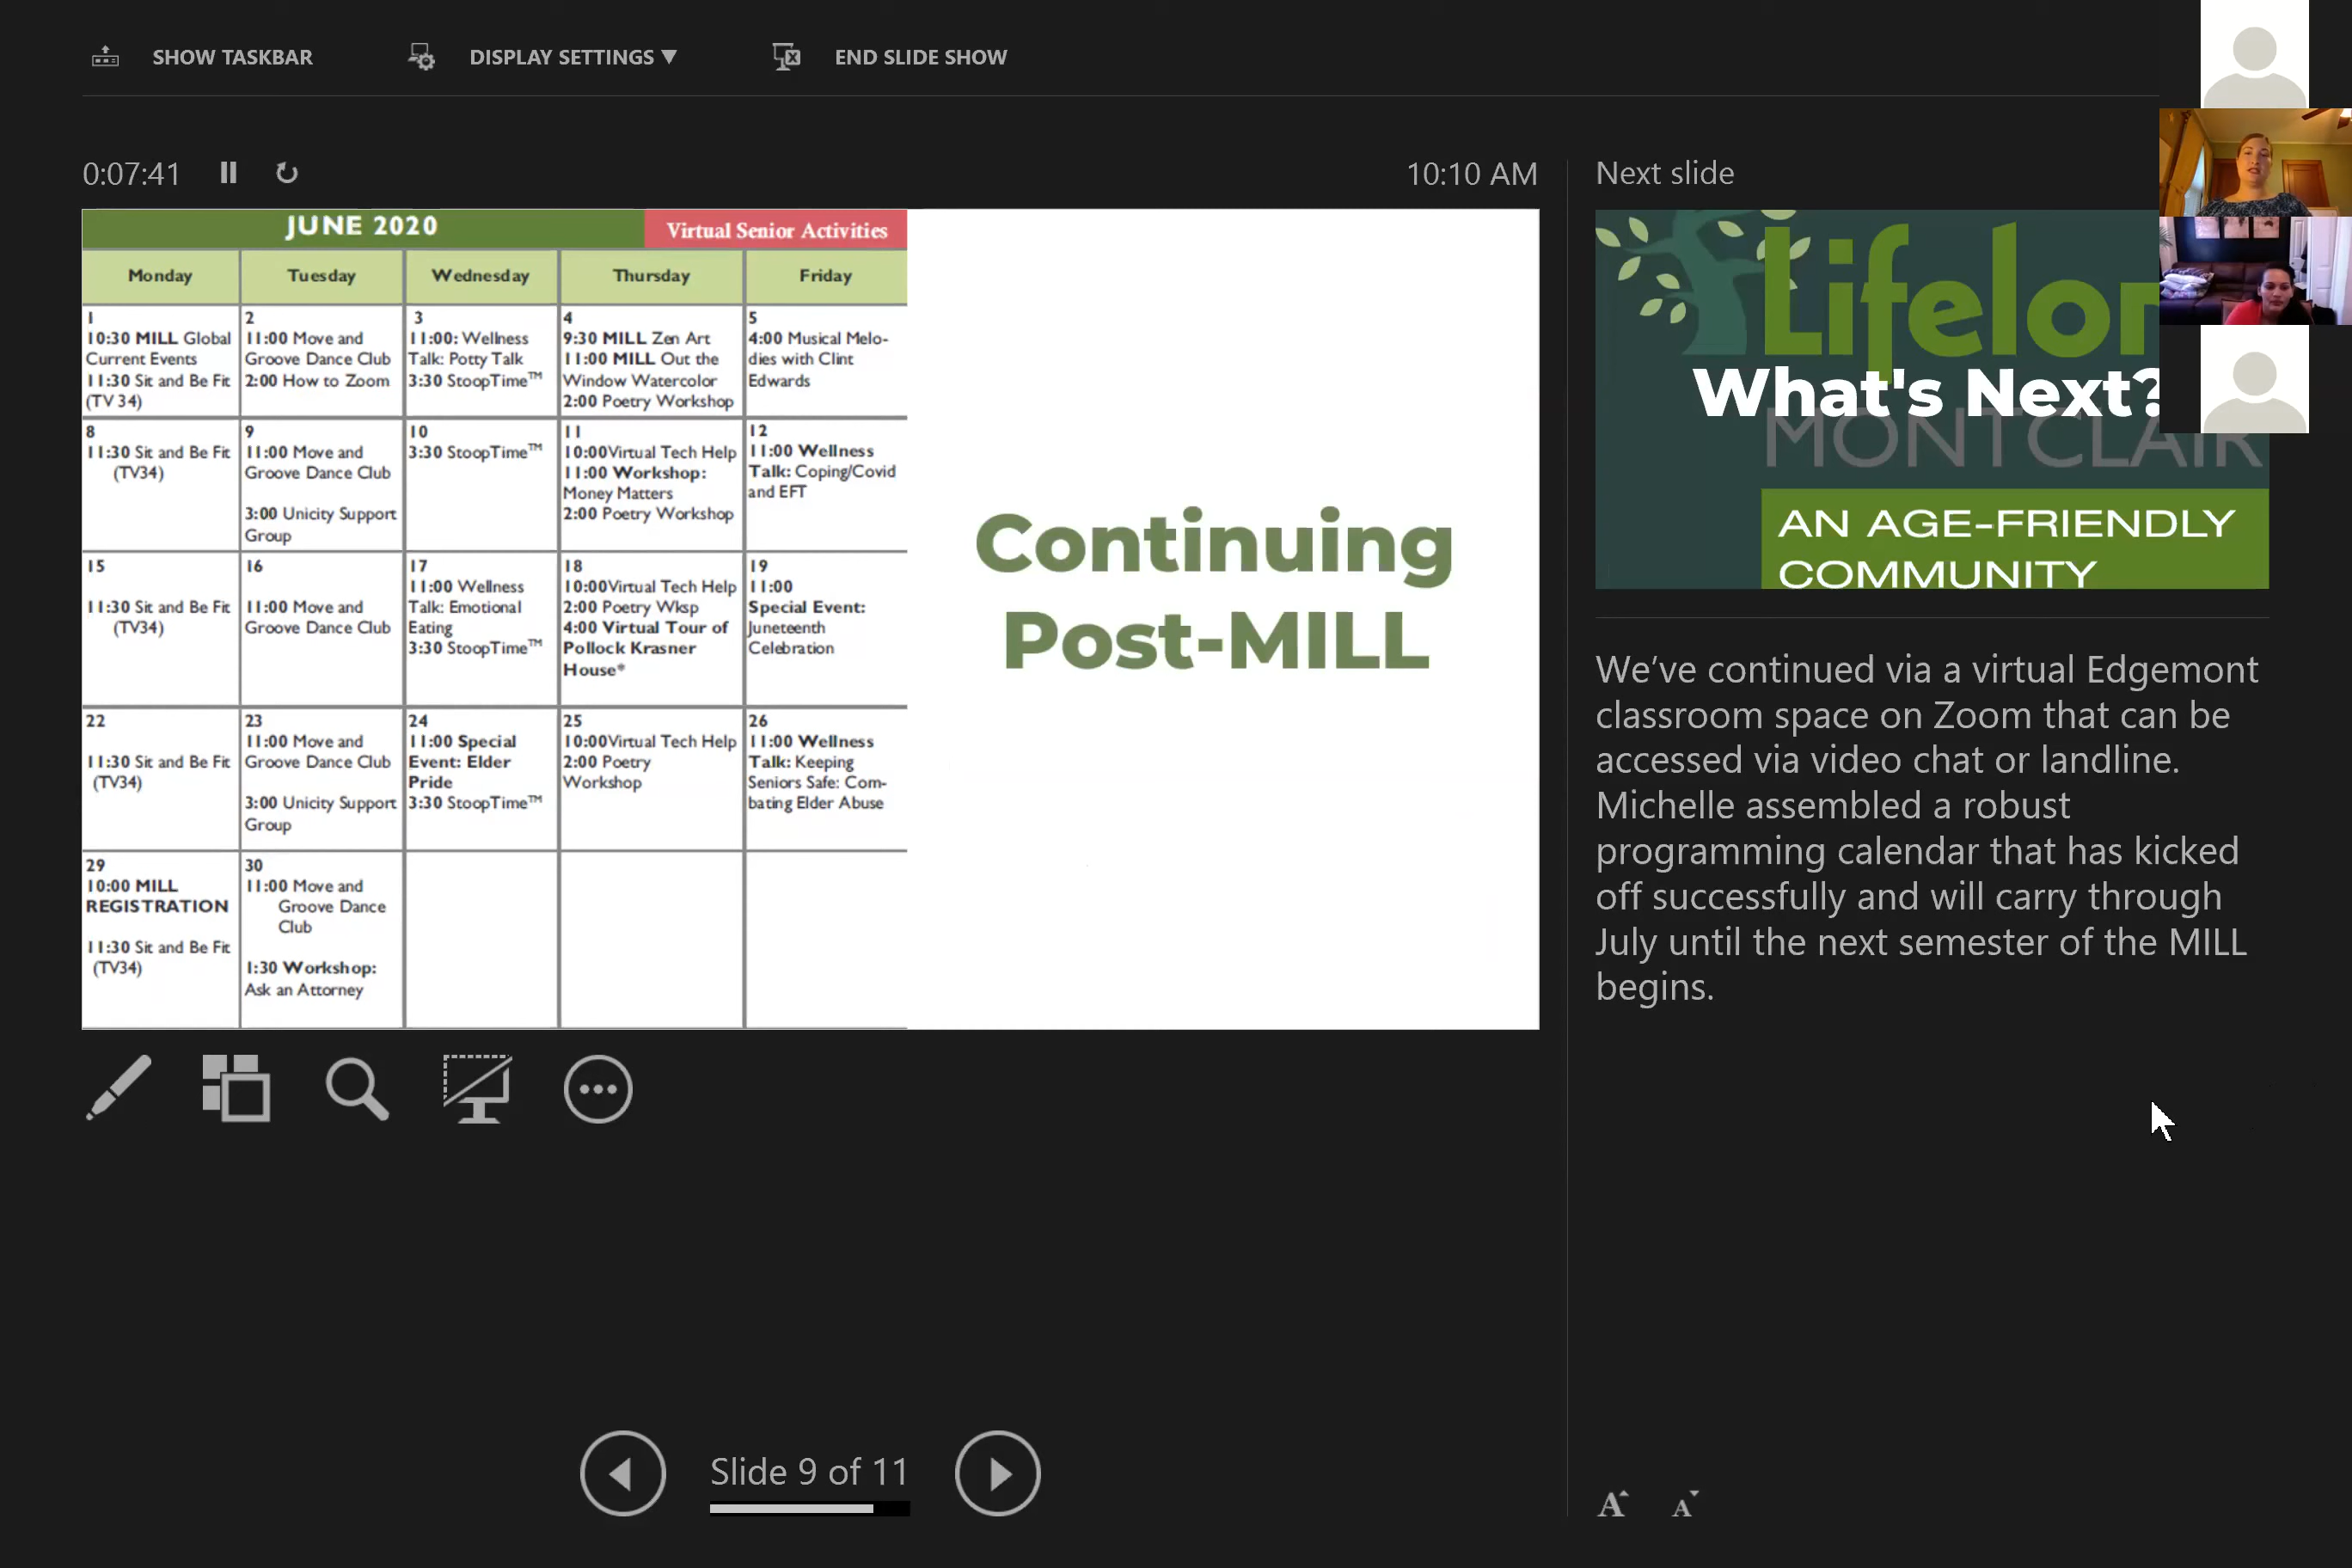 SHOW TASKBAR
DISPLAY SETTINGS ▼
END SLIDE SHOW
0:07:41
10:10 AM
JUNE 2020
Virtual Senior Activities
Monday
Tuesday
Wednesday
Thursday
Friday
1
10:30 MILL Global
Current Events
11:30 Sit and Be Fit
(TV 34)
2
11:00 Move and
Groove Dance Club
2:00 How to Zoom
3
11:00: Wellness
Talk: Potty Talk
3:30 StoopTime™
4
9:30 MILL Zen Art
11:00 MILL Out the
Window Watercolor
2:00 Poetry Workshop
5
4:00 Musical Melo-
dies with Clint
Edwards
8
11:30 Sit and Be Fit
(TV34)
9
11:00 Move and
Groove Dance Club
3:00 Unicity Support
Group
10
3:30 StoopTime™
11
10:00Virtual Tech Help
11:00 Workshop:
Money Matters
2:00 Poetry Workshop
12
11:00 Wellness
Talk: Coping/Covid
and EFT
15
11:30 Sit and Be Fit
(TV34)
16
11:00 Move and
Groove Dance Club
17
11:00 Wellness
Talk: Emotional
Eating
3:30 StoopTime™
18
10:00Virtual Tech Help
2:00 Poetry Wksp
4:00 Virtual Tour of
Pollock Krasner
House*
19
11:00
Special Event:
Juneteenth
Celebration
22
11:30 Sit and Be Fit
(TV34)
23
11:00 Move and
Groove Dance Club
3:00 Unicity Support
Group
24
11:00 Special
Event: Elder
Pride
3:30 StoopTime™
25
10:00Virtual Tech Help
2:00 Poetry
Workshop
26
11:00 Wellness
Talk: Keeping
Seniors Safe: Com-
bating Elder Abuse
29
10:00 MILL
REGISTRATION
11:30 Sit and Be Fit
(TV34)
30
11:00 Move and
Groove Dance
Club
1:30 Workshop:
Ask an Attorney
Continuing
Post-MILL
Slide 9 of 11
Next slide
Lifelon
What's Next?
MONTCLAIR
AN AGE-FRIENDLY
COMMUNITY
We’ve continued via a virtual Edgemont
classroom space on Zoom that can be
accessed via video chat or landline.
Michelle assembled a robust
programming calendar that has kicked
off successfully and will carry through
July until the next semester of the MILL
begins.
A
A